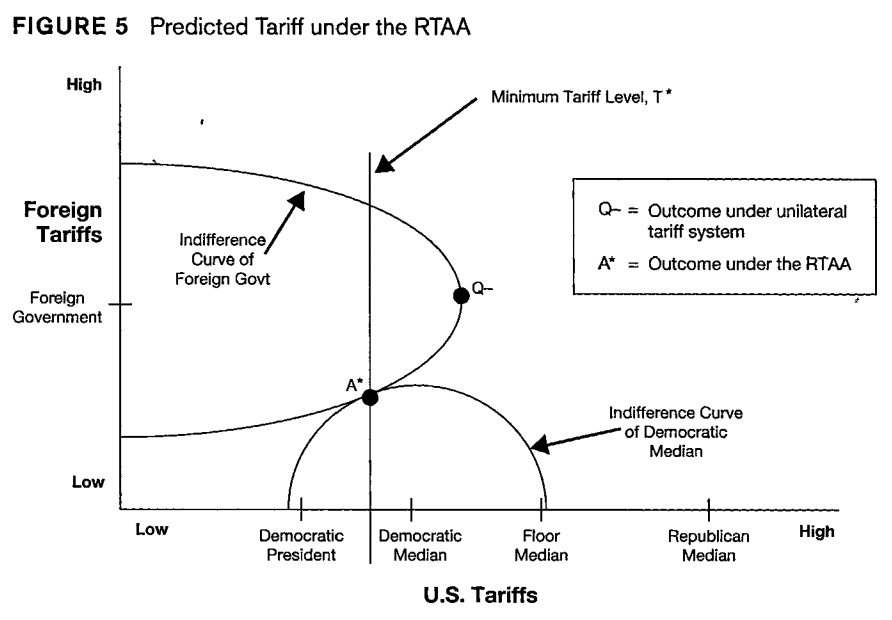 FIGURE 5 Predicted Tariff under the RTAA
High
Minimum Tariff Level, T*
Foreign
Tariffs
Indifference
Curve of
Foreign Govt
Q– = Outcome under unilateral
tariff system
A* = Outcome under the RTAA
Q–
Foreign
Government
A*
Indifference Curve
of Democratic
Median
Low
Low
Democratic
President
Democratic
Median
Floor
Median
Republican
Median
High
U.S. Tariffs